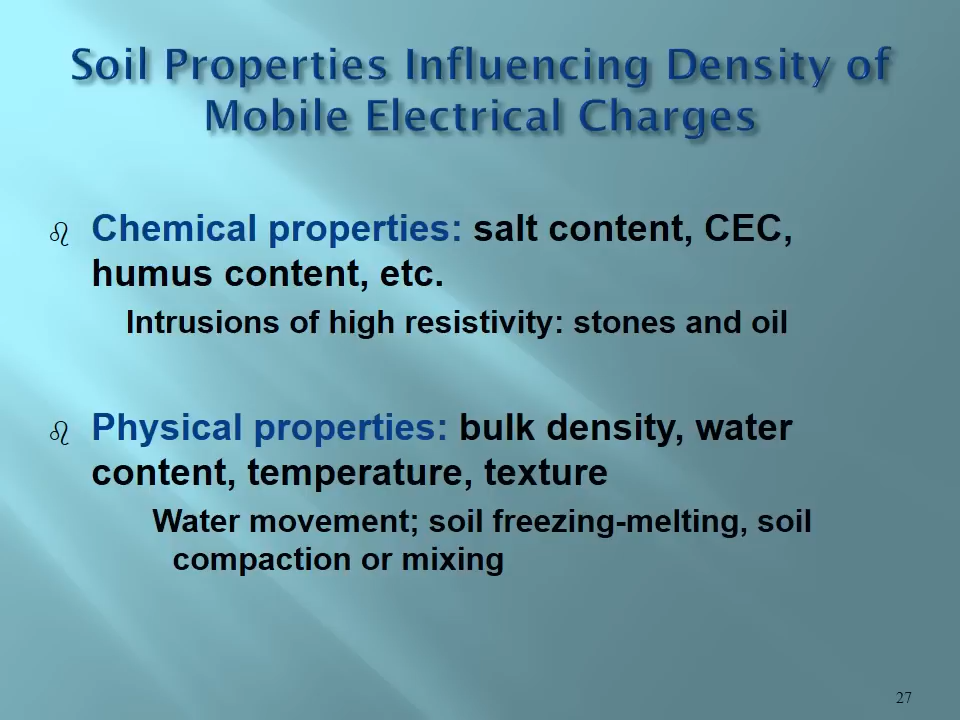 Soil Properties Influencing Density of
Mobile Electrical Charges
Chemical properties: salt content, CEC,
humus content, etc.
Intrusions of high resistivity: stones and oil
Physical properties: bulk density, water
content, temperature, texture
Water movement; soil freezing-melting, soil
compaction or mixing
27